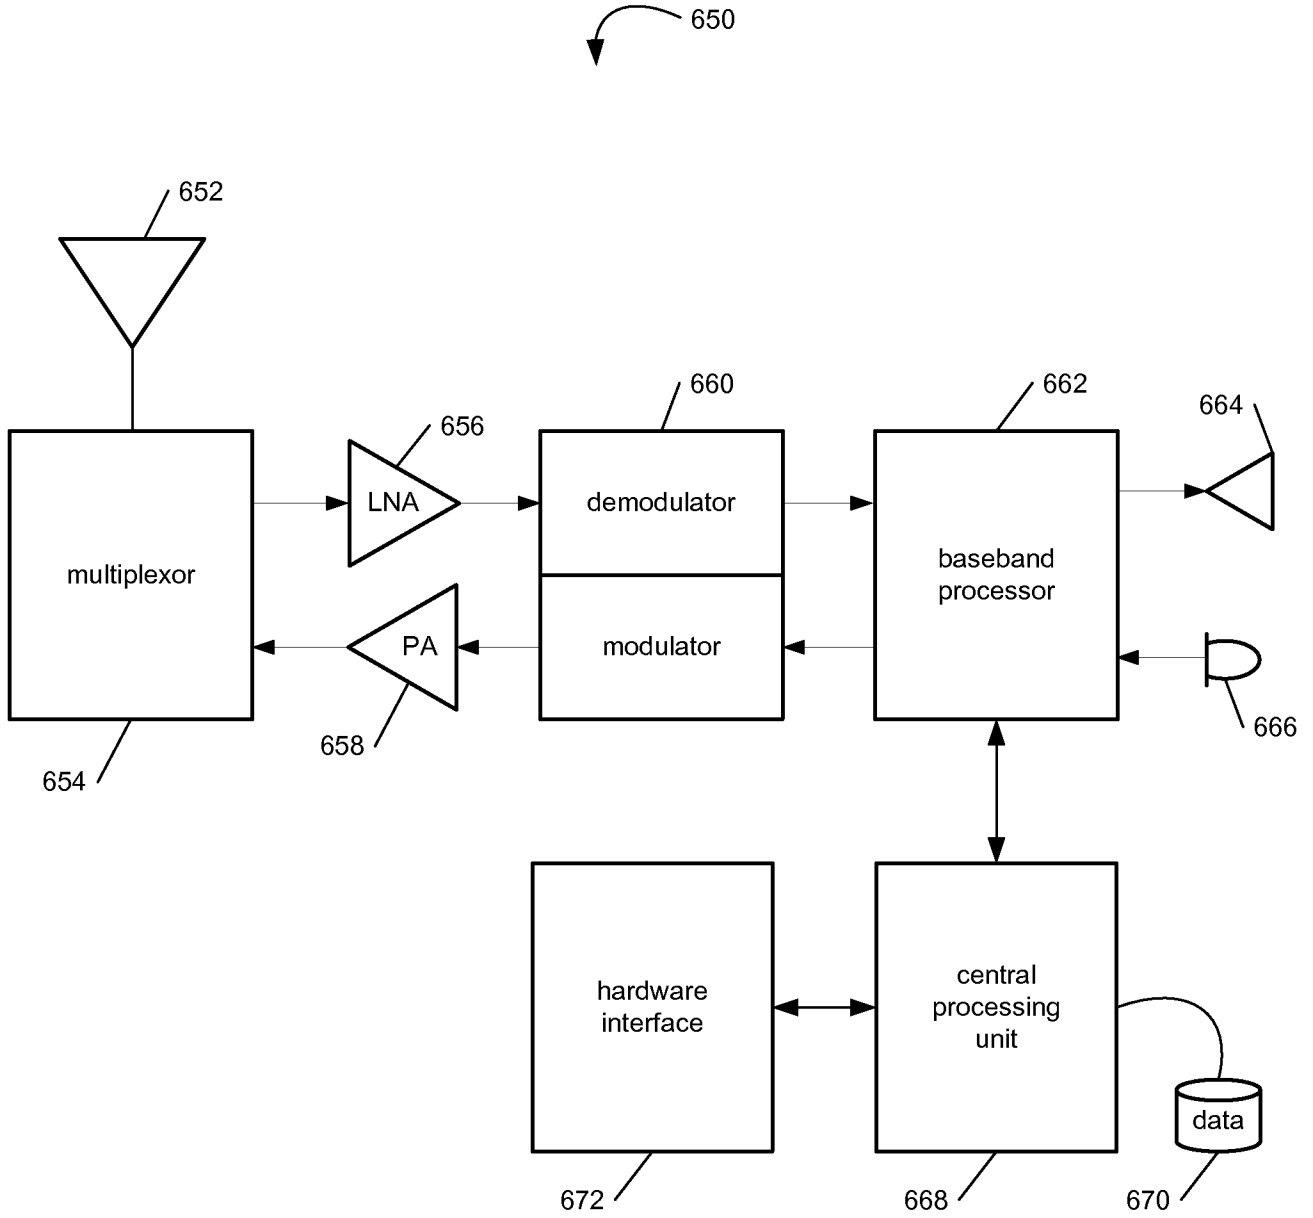 650
652
660
662
664
656
LNA
demodulator
baseband
processor
multiplexor
PA
modulator
658
666
654
hardware
interface
central
processing
unit
data
672
668
670